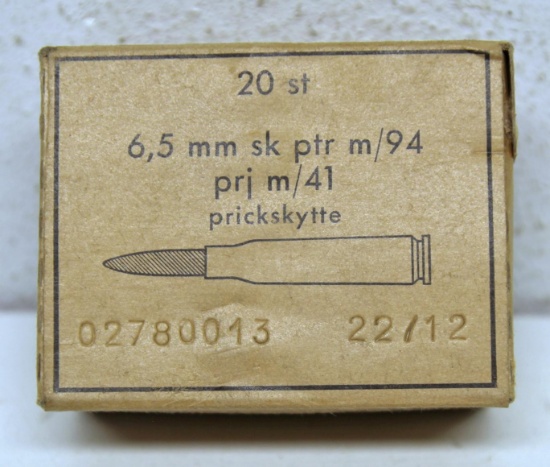 20 st
6,5 mm sk ptr m/94
prj m/41
prickskytte
02780013 22/12